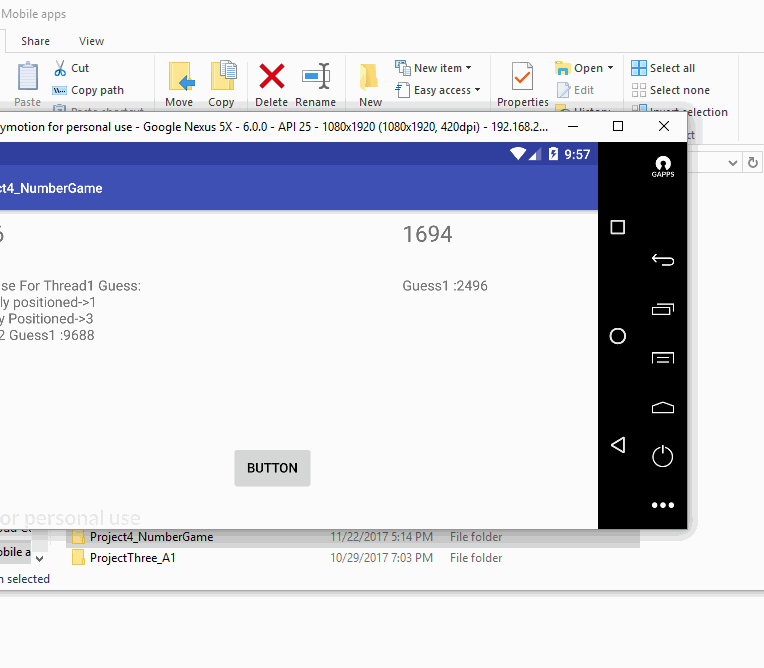 Mobile apps
Share View
Cut
Copy path
Paste
Move
Copy
Delete
Rename
New
New item
Easy access
Properties
Open
Edit
Select all
Select none
Invert selection
ymotion for personal use - Google Nexus 5X - 6.0.0 - API 25 - 1080x1920 (1080x1920, 420dpi) - 192.168.2...
9:57
ct4_NumberGame
GAPPS
6
1694
se For Thread1 Guess:
ly positioned->1
y Positioned->3
2 Guess1 :9688
Guess1 :2496
BUTTON
or personal use
Project4_NumberGame 11/22/2017 5:14 PM File folder
obile a
ProjectThree_A1 10/29/2017 7:03 PM File folder
selected